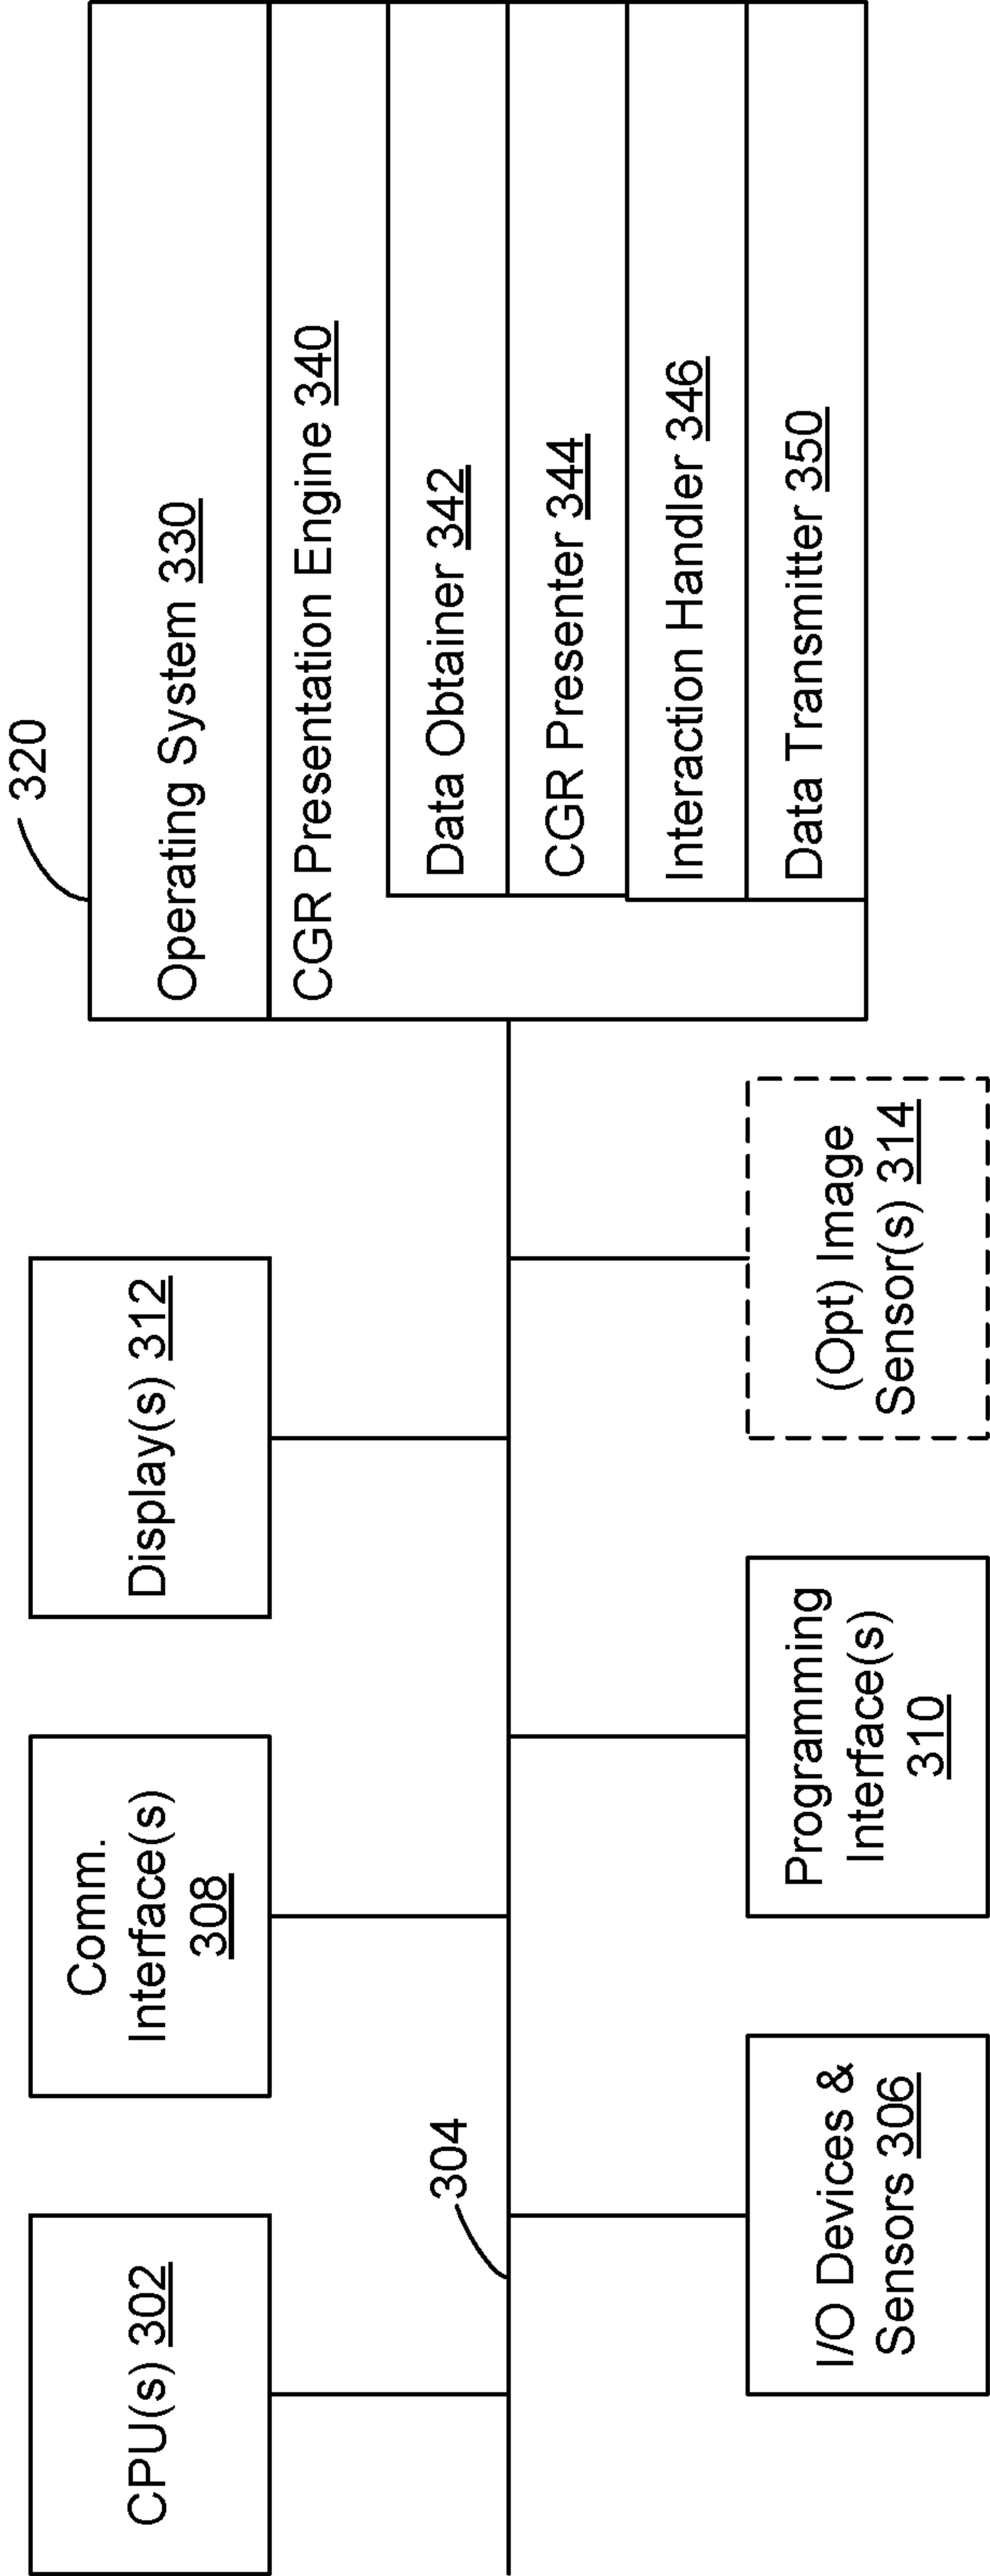 CPU(s) 302
Comm.
Interface(s)
308
Display(s) 312
304
I/O Devices &
Sensors 306
Programming
Interface(s)
310
(Opt) Image
Sensor(s) 314
320
Operating System 330
CGR Presentation Engine 340
Data Obtainer 342
CGR Presenter 344
Interaction Handler 346
Data Transmitter 350